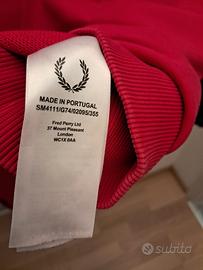 MADE IN PORTUGAL
SM4111/G74/02095/355
Fred Perry Ltd
37 Mount Pleasant
London
WC1X 0AA
subito